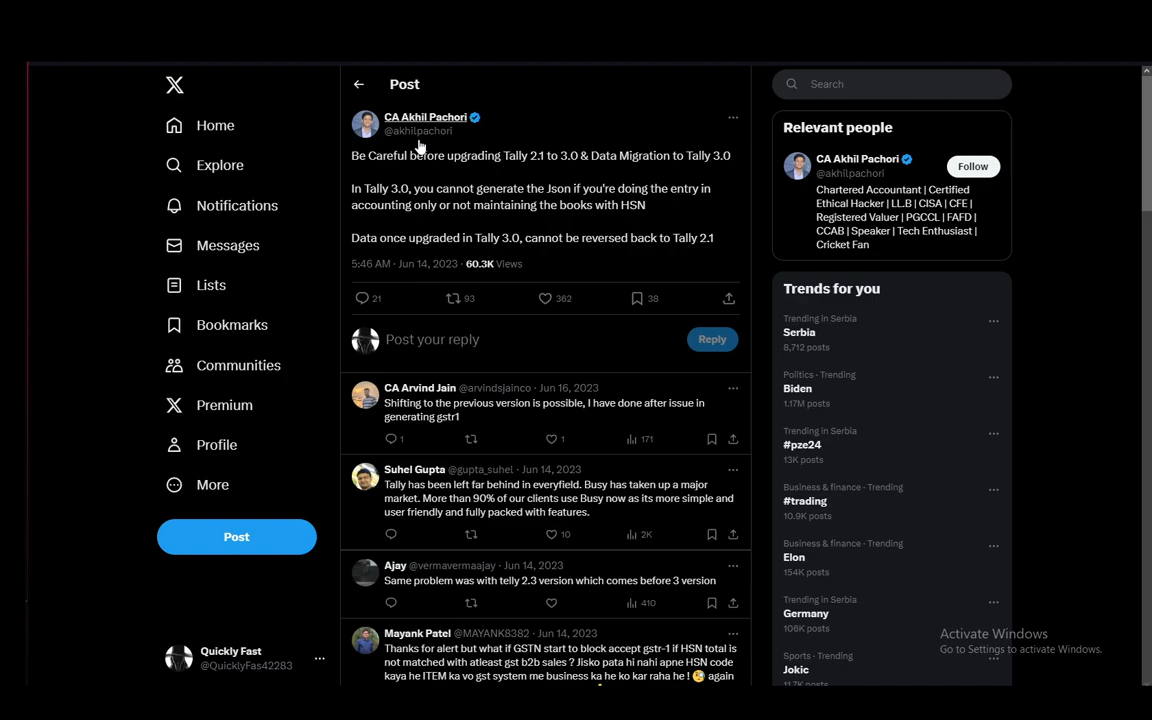 Home
Explore
Notifications
Messages
Lists
Bookmarks
Communities
Premium
Profile
More
Post
Quickly Fast
@QuicklyFas42283
Post
CA Akhil Pachori
@akhilpachori
Be Careful before upgrading Tally 2.1 to 3.0 & Data Migration to Tally 3.0
In Tally 3.0, you cannot generate the Json if you're doing the entry in
accounting only or not maintaining the books with HSN
Data once upgraded in Tally 3.0, cannot be reversed back to Tally 2.1
5:46 AM · Jun 14, 2023 · 60.3K Views
21 93 362 38
Post your reply
Reply
CA Arvind Jain @arvindsjainco · Jun 16, 2023
Shifting to the previous version is possible, I have done after issue in
generating gstr1
1 1 171
Suhel Gupta @gupta_suhel · Jun 14, 2023
Tally has been left far behind in everyfield. Busy has taken up a major
market. More than 90% of our clients use Busy now as its more simple and
user friendly and fully packed with features.
10 2K
Ajay @vermavermaajay · Jun 14, 2023
Same problem was with telly 2.3 version which comes before 3 version
410
Mayank Patel @MAYANK8382 · Jun 14, 2023
Thanks for alert but what if GSTN start to block accept gstr-1 if HSN total is
not matched with atleast gst b2b sales ? Jisko pata hi nahi apne HSN code
kaya he ITEM ka vo gst system me business ka he ko kar raha he ! 🧐 again
Search
Relevant people
CA Akhil Pachori
@akhilpachori
Follow
Chartered Accountant | Certified
Ethical Hacker | LL.B | CISA | CFE |
Registered Valuer | PGCCL | FAFD |
CCAB | Speaker | Tech Enthusiast |
Cricket Fan
Trends for you
Trending in Serbia
Serbia
8,712 posts
Politics · Trending
Biden
1.17M posts
Trending in Serbia
#pze24
13K posts
Business & finance · Trending
#trading
10.9K posts
Business & finance · Trending
Elon
154K posts
Trending in Serbia
Germany
106K posts
Sports · Trending
Jokic
11.7K posts
Activate Windows
Go to Settings to activate Windows.